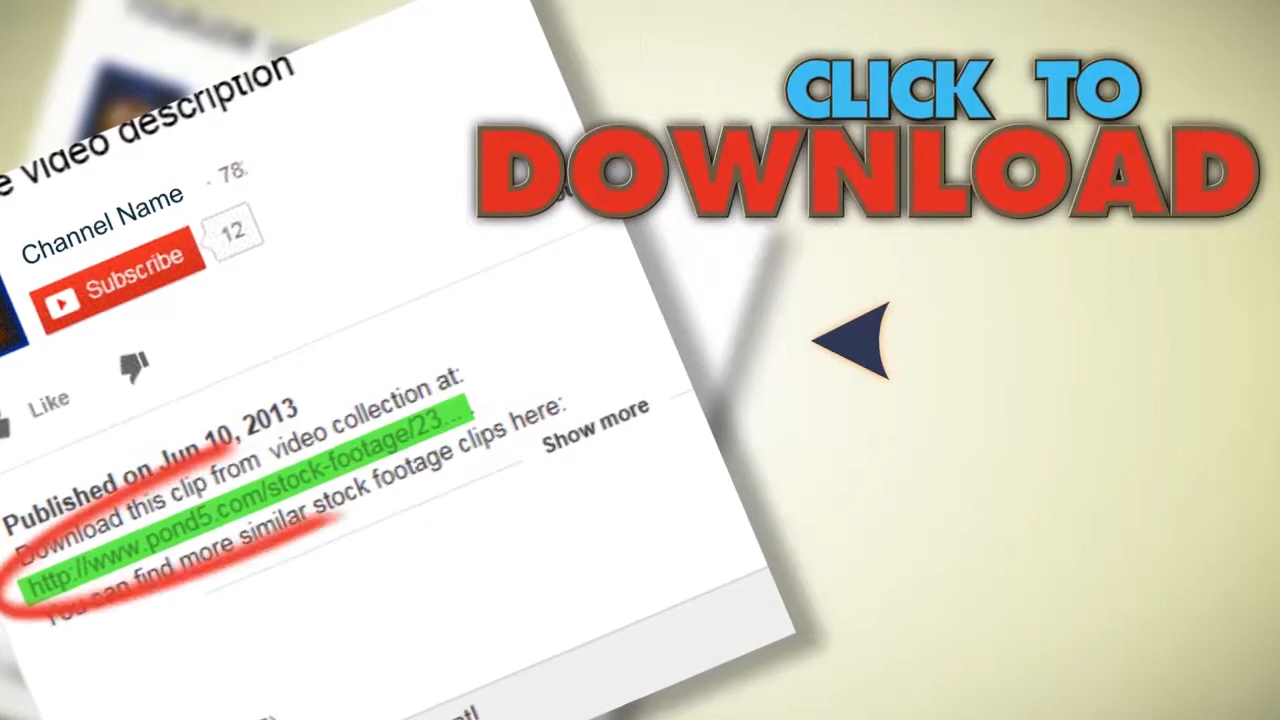 CLICK TO
DOWNLOAD
e video description
Channel Name · 78
Subscribe 12
Like
Published on Jun 10, 2013
Download this clip from video collection at:
http://www.pond5.com/stock-footage/23...
You can find more similar stock footage clips here:
Show more